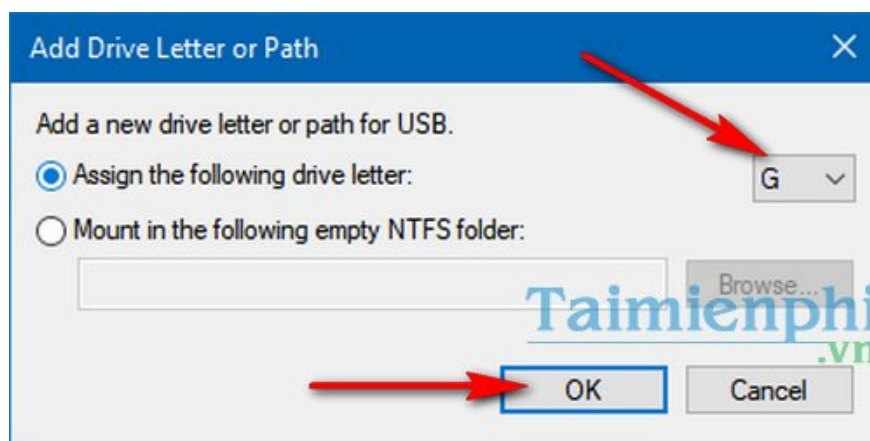 Add Drive Letter or Path
Add a new drive letter or path for USB.
Assign the following drive letter:
G
Mount in the following empty NTFS folder:
Browse...
Taimienphi
.vn
OK
Cancel